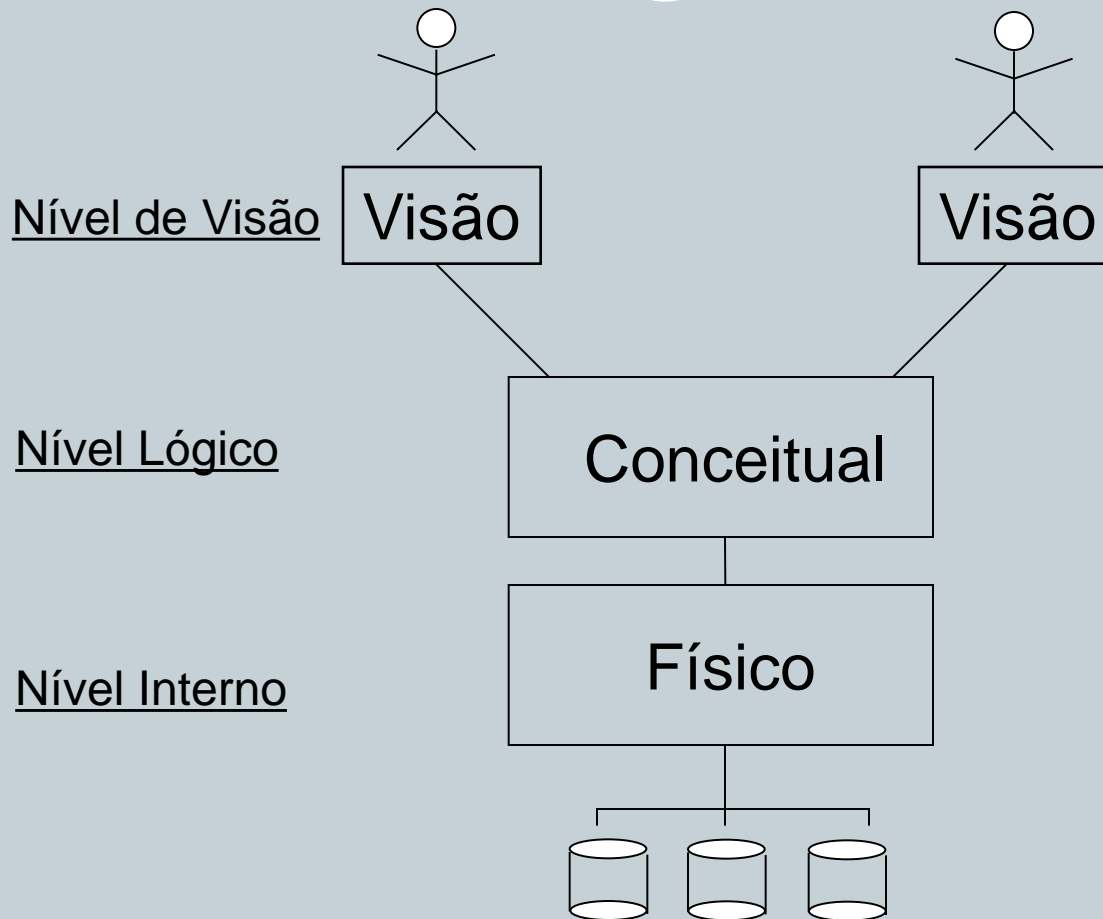 Nível de Visão
Visão
Visão
Nível Lógico
Conceitual
Físico
Nível Interno